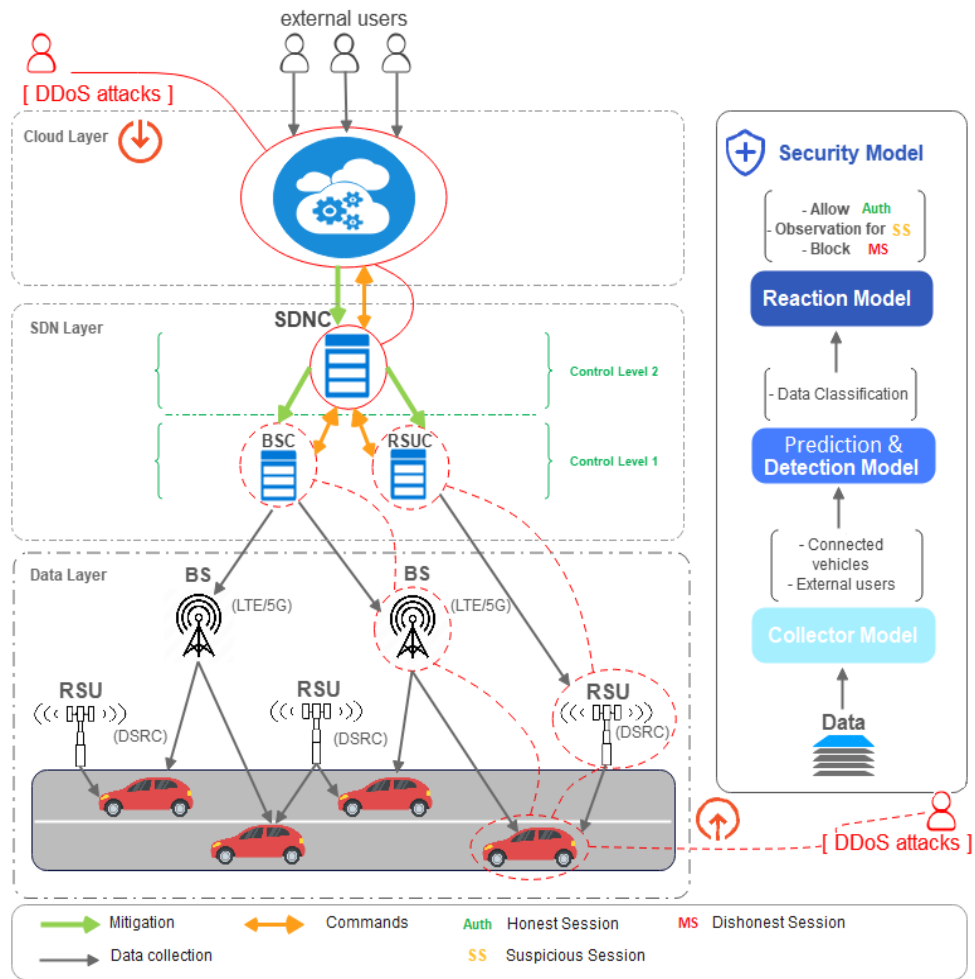 external users
[ DDoS attacks ]
Cloud Layer
SDN Layer
SDNC
Control Level 2
BSC
RSUC
Control Level 1
Data Layer
BS
(LTE/5G)
BS
(LTE/5G)
RSU
(DSRC)
RSU
(DSRC)
RSU
(DSRC)
Security Model
- Allow Auth
- Observation for SS
- Block MS
Reaction Model
- Data Classification
Prediction &
Detection Model
- Connected
vehicles
- External users
Collector Model
Data
[ DDoS attacks ]
Mitigation
Commands
Auth Honest Session
MS Dishonest Session
Data collection
SS Suspicious Session